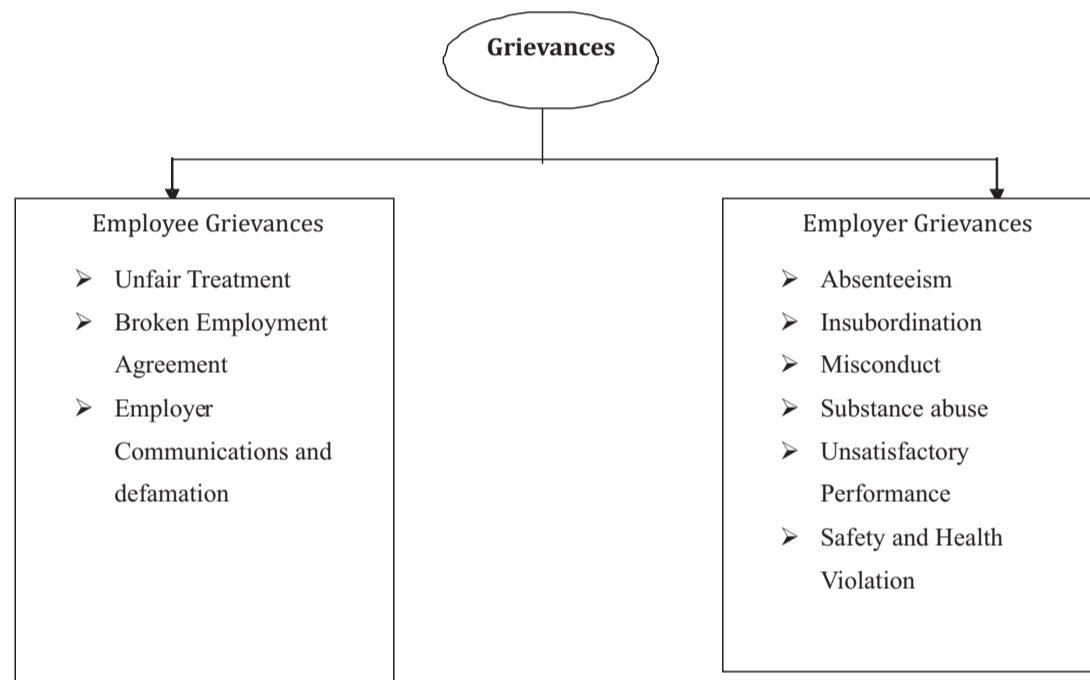 Grievances
Employee Grievances
➢ Unfair Treatment
➢ Broken Employment
Agreement
➢ Employer
Communications and
defamation
Employer Grievances
➢ Absenteeism
➢ Insubordination
➢ Misconduct
➢ Substance abuse
➢ Unsatisfactory
Performance
➢ Safety and Health
Violation